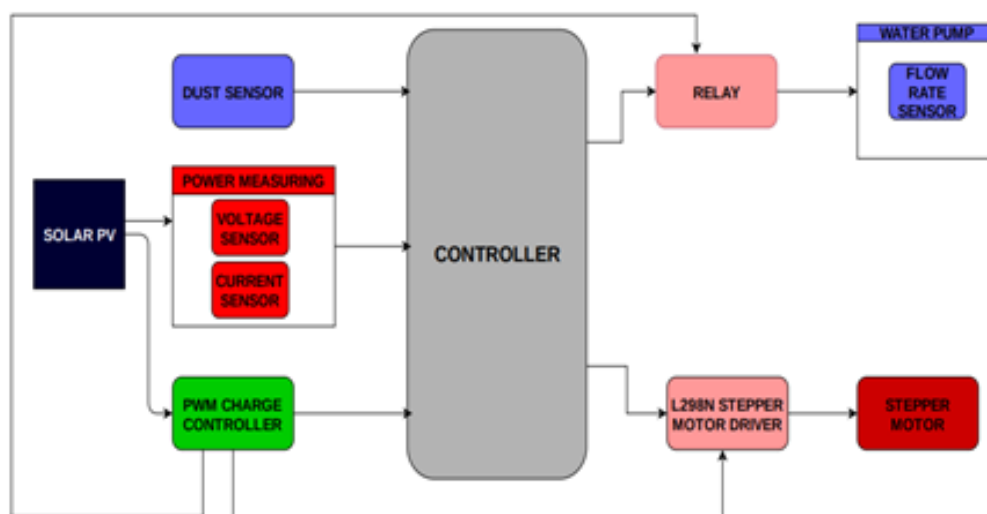 WATER PUMP
FLOW
RATE
SENSOR
DUST SENSOR
RELAY
POWER MEASURING
VOLTAGE
SENSOR
CURRENT
SENSOR
SOLAR PV
CONTROLLER
PWM CHARGE
CONTROLLER
L298N STEPPER
MOTOR DRIVER
STEPPER
MOTOR